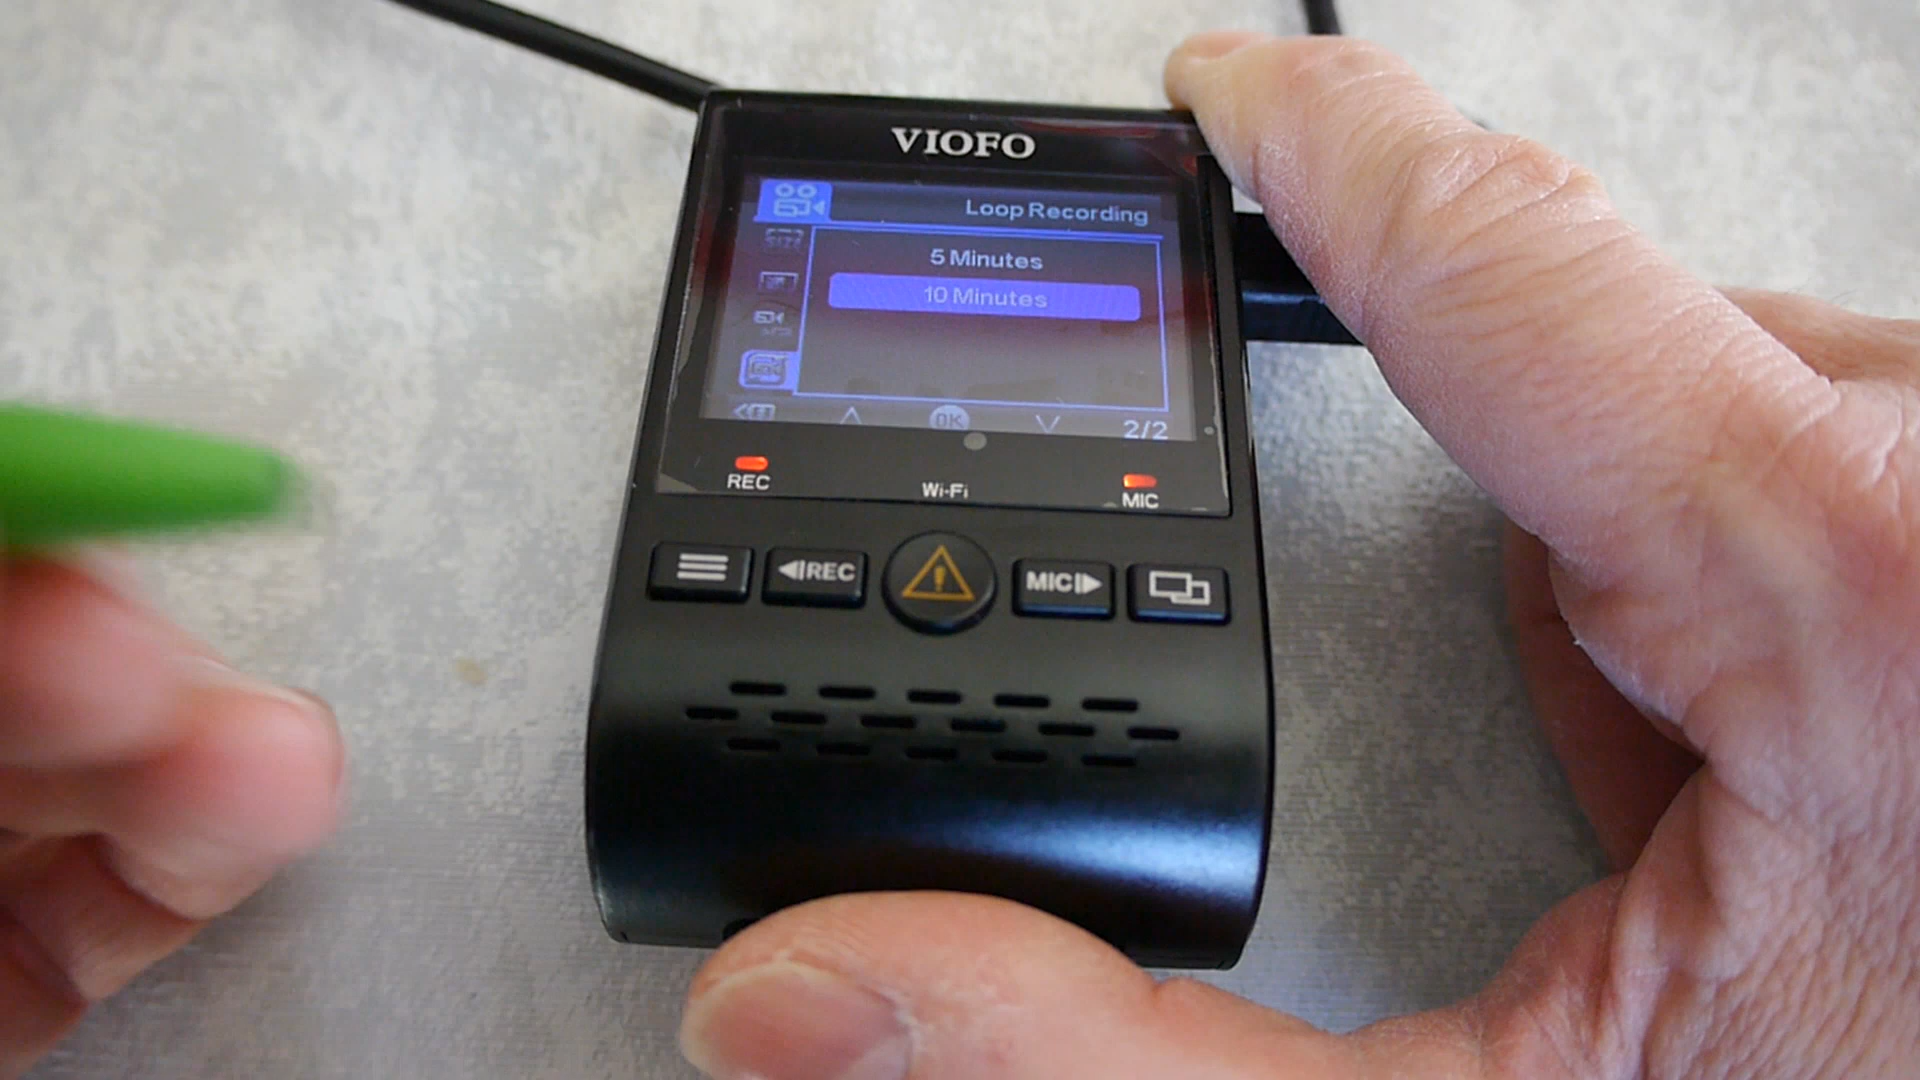 VIOFO
Loop Recording
5 Minutes
10 Minutes
OK
2/2
REC
Wi-Fi
MIC
REC
MIC